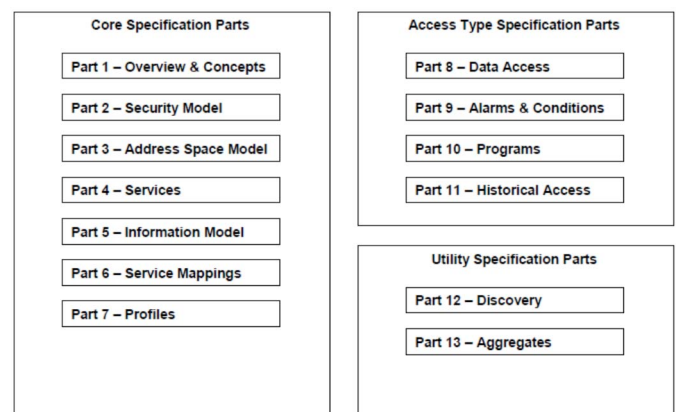 Core Specification Parts
Part 1 – Overview & Concepts
Part 2 – Security Model
Part 3 – Address Space Model
Part 4 – Services
Part 5 – Information Model
Part 6 – Service Mappings
Part 7 – Profiles
Access Type Specification Parts
Part 8 – Data Access
Part 9 – Alarms & Conditions
Part 10 – Programs
Part 11 – Historical Access
Utility Specification Parts
Part 12 – Discovery
Part 13 – Aggregates